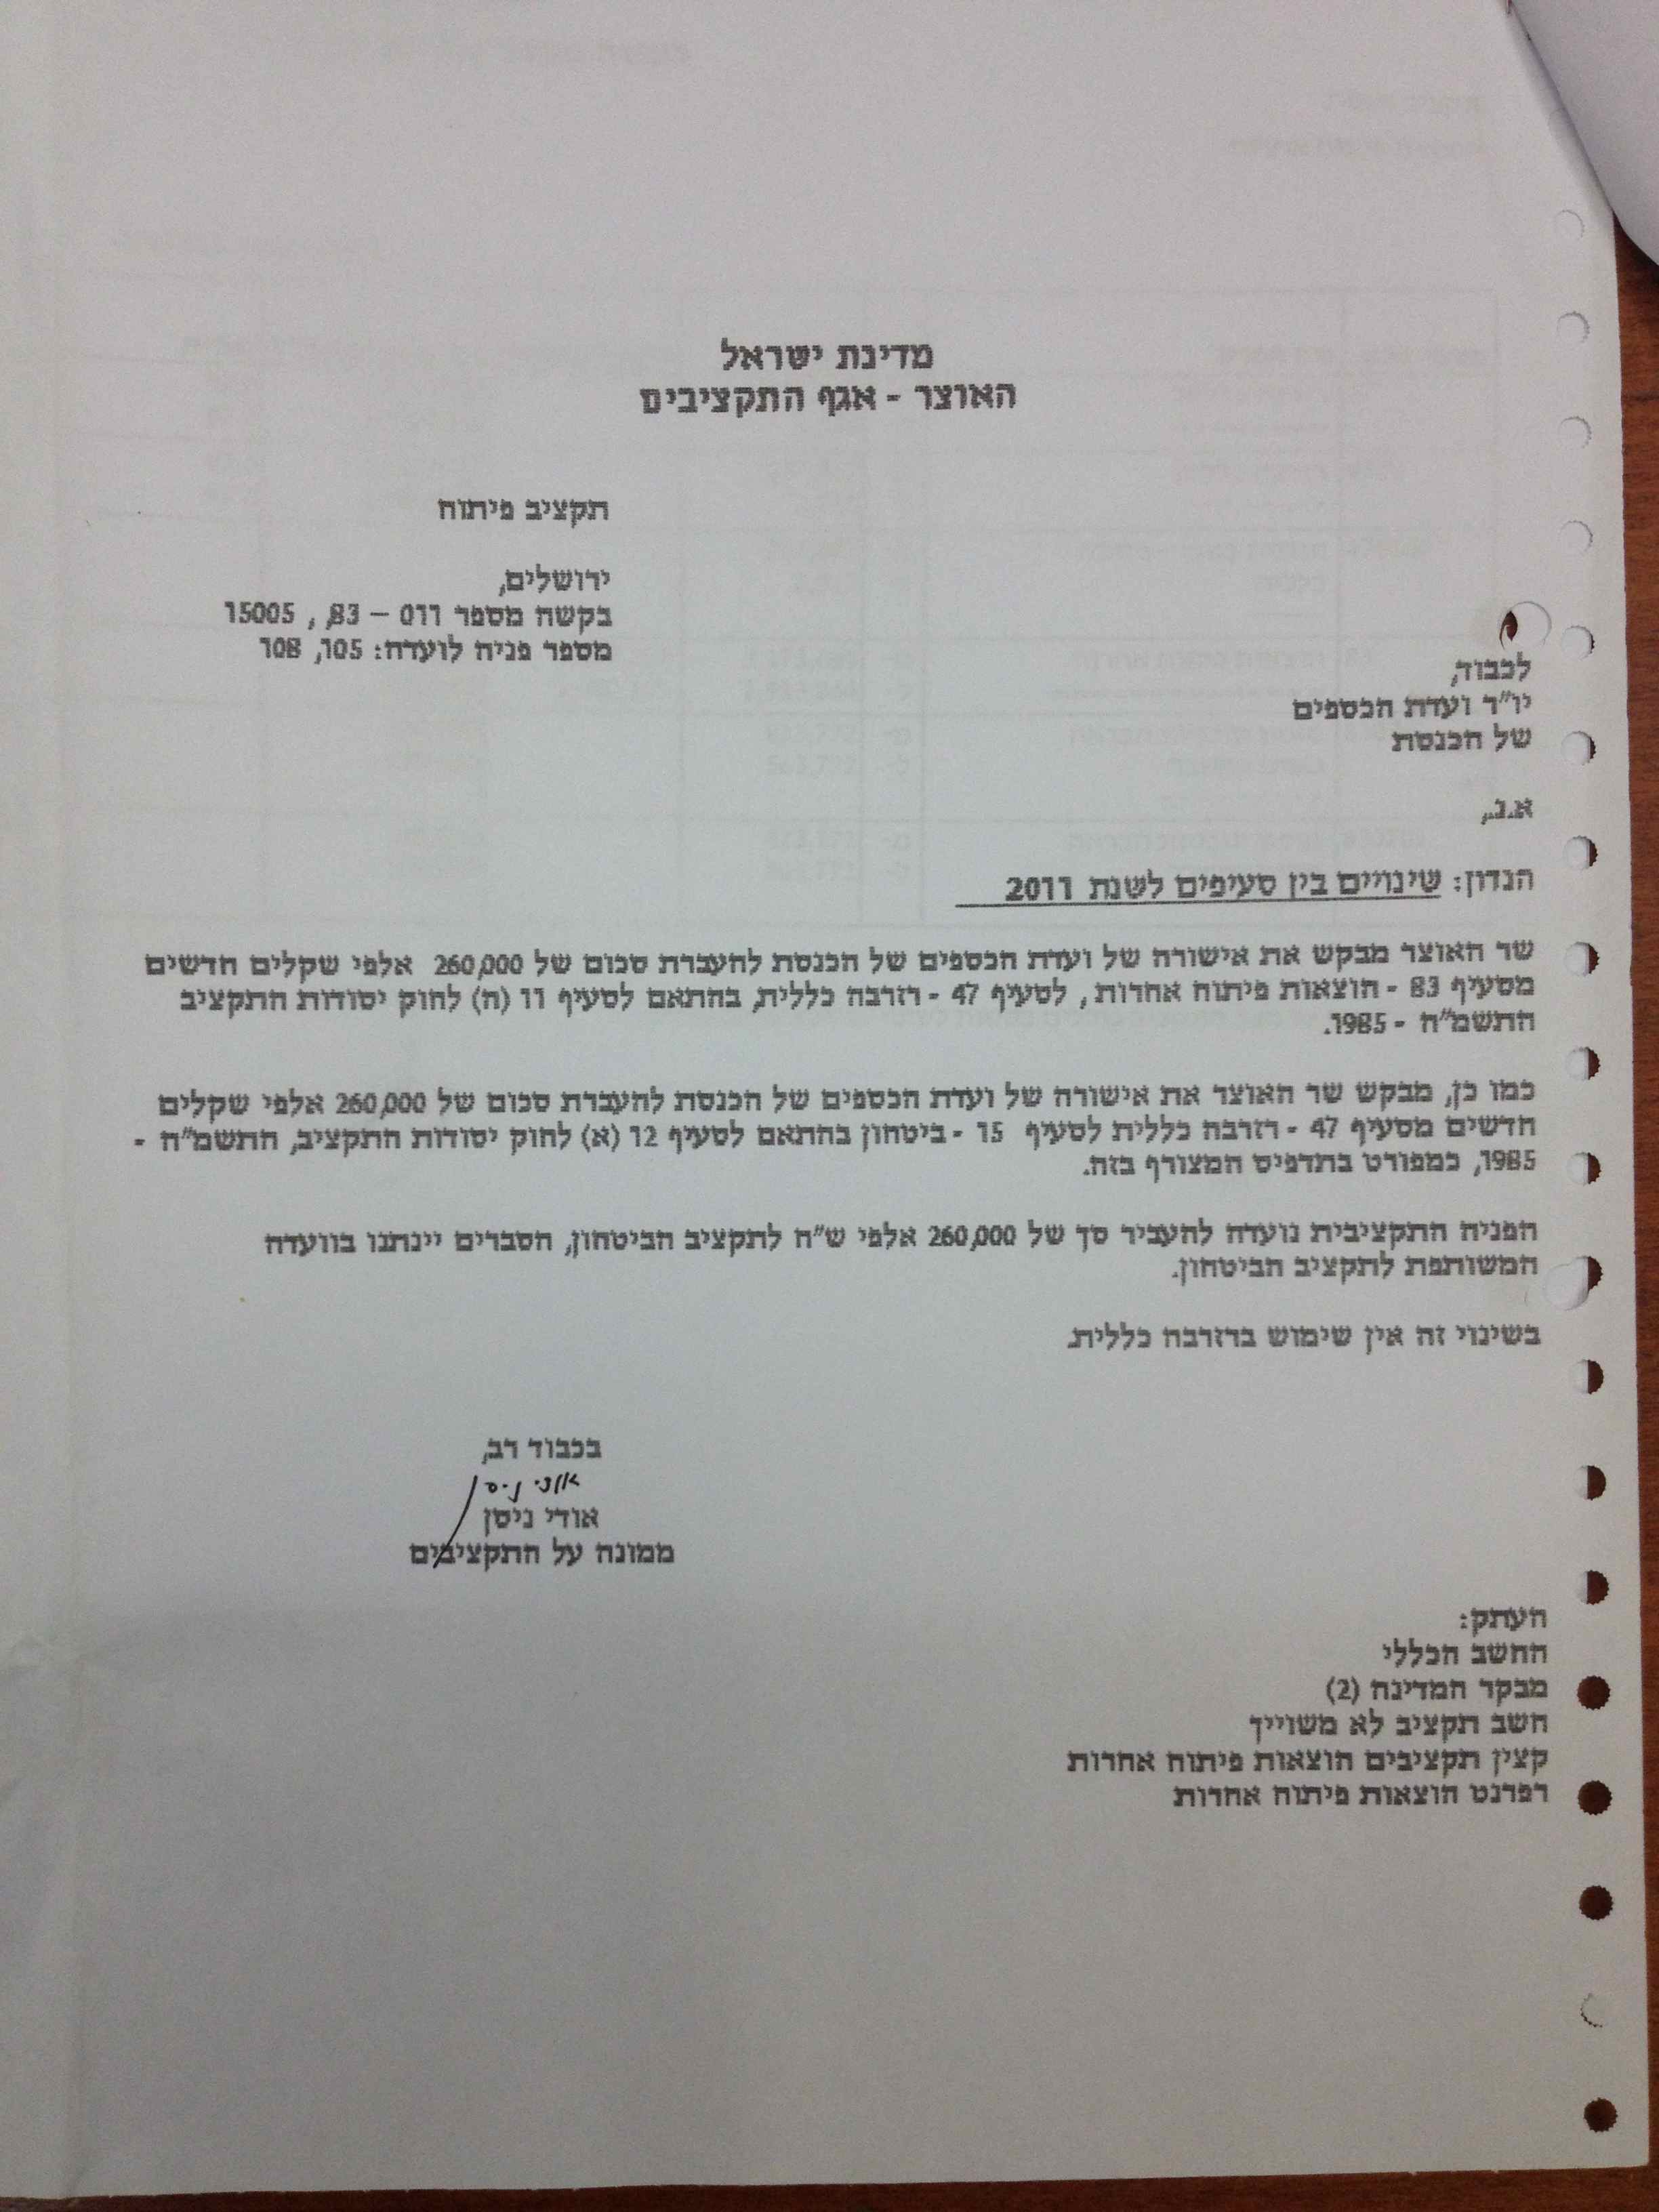 מדינת ישראל
האוצר - אגף התקציבים
תקציב פיתוח
ירושלים,
בקשה מספר 011 – 83, , 15005
מספר פניה לועדה: 105, 108
לכבוד,
יו"ר ועדת הכספים
של הכנסת
א.נ.,
הנדון: שינויים בין סעיפים לשנת 2011
שר האוצר מבקש את אישורה של ועדת הכספים של הכנסת להעברת סכום של 260,000 אלפי שקלים חדשים
מסעיף 83 - הוצאות פיתוח אחרות , לסעיף 47 - רזרבה כללית, בהתאם לסעיף 11 (ה) לחוק יסודות התקציב
התשמ"ה - 1985.
כמו כן, מבקש שר האוצר את אישורה של ועדת הכספים של הכנסת להעברת סכום של 260,000 אלפי שקלים
חדשים מסעיף 47 - רזרבה כללית לסעיף 15 - ביטחון בהתאם לסעיף 12 (א) לחוק יסודות התקציב, התשמ"ה -
1985, כמפורט בתדפיס המצורף בזה.
הפניה התקציבית נועדה להעביר סך של 260,000 אלפי ש"ח לתקציב הביטחון, הסברים יינתנו בוועדה
המשותפת לתקציב הביטחון.
בשינוי זה אין שימוש ברזרבה כללית.
בכבוד רב,
אודי ניסן
אודי ניסן
ממונה על התקציבים
העתק:
החשב הכללי
מבקר המדינה (2)
חשב תקציב לא משוייך
קצין תקציבים הוצאות פיתוח אחרות
רפרנט הוצאות פיתוח אחרות